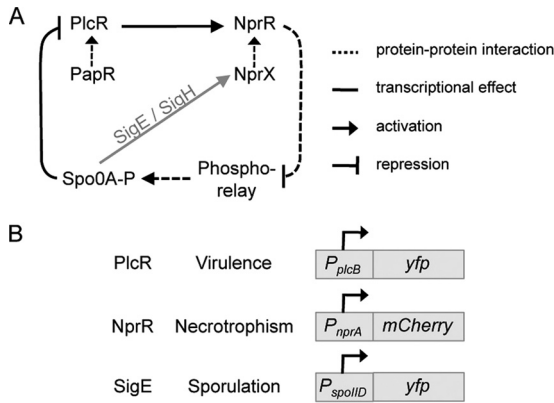 A
PlcR
NprR
PapR
NprX
SigE / SigH
Spo0A-P
Phospho-
relay
protein-protein interaction
transcriptional effect
activation
repression
B
PlcR Virulence PplcB yfp
NprR Necrotrophism PnprA mCherry
SigE Sporulation PspoIID yfp